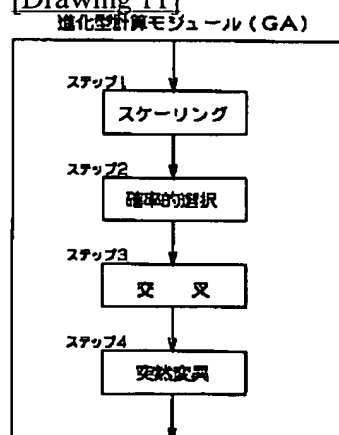 [Drawing 11]
進化型計算モジュール(GA)
ステップ1
スケーリング
ステップ2
確率的選択
ステップ3
交 叉
ステップ4
突然変異